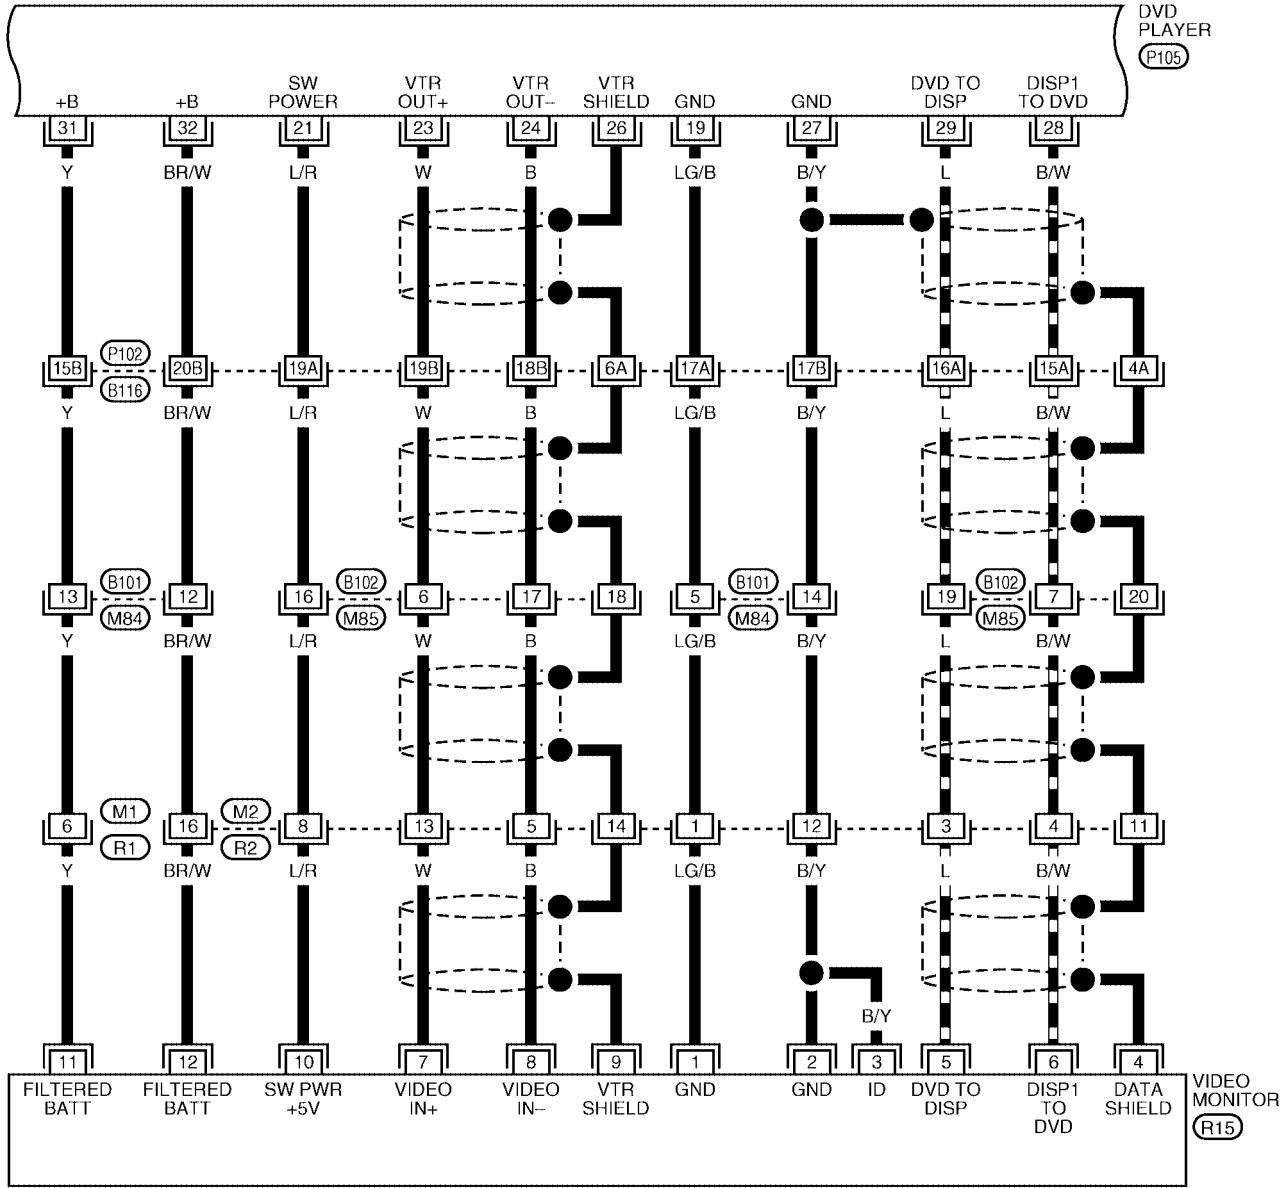 DVD
PLAYER
P105
+B
+B
SW
POWER
VTR
OUT+
VTR
OUT-
VTR
SHIELD
GND
GND
DVD TO
DISP
DISP1
TO DVD
31 32 21 23 24 26 19 27 29 28
Y BR/W L/R W B LG/B B/Y L B/W
P102
15B 20B 19A 19B 18B 6A 17A 17B 16A 15A 4A
B116
Y BR/W L/R W B LG/B B/Y L B/W
B101 B102 B101 B102
13 12 16 6 17 18 5 14 19 7 20
M84 M85 M84 M85
Y BR/W L/R W B LG/B B/Y L B/W
M1 M2
6 16 8 13 5 14 1 12 3 4 11
R1 R2
Y BR/W L/R W B LG/B B/Y L B/W
B/Y
11 12 10 7 8 9 1 2 3 5 6 4
FILTERED
BATT
FILTERED
BATT
SW PWR
+5V
VIDEO
IN+
VIDEO
IN-
VTR
SHIELD
GND
GND
ID
DVD TO
DISP
DISP1
TO
DVD
DATA
SHIELD
VIDEO
MONITOR
R15